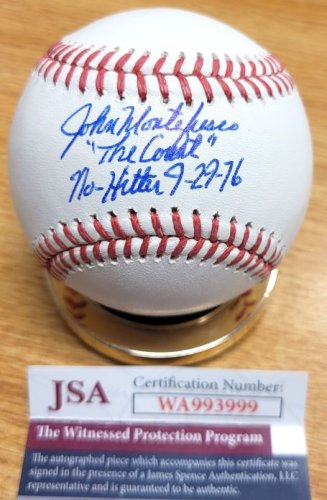 John Montefusco
"The Count"
No-Hitter 9-29-76
JSA
Certification Number:
WA993999
The Witnessed Protection Program
The autographed piece which accompanies this certificate was
signed in the presence of a James Spence Authentication, LLC
representative and is guaranteed to be authentic.